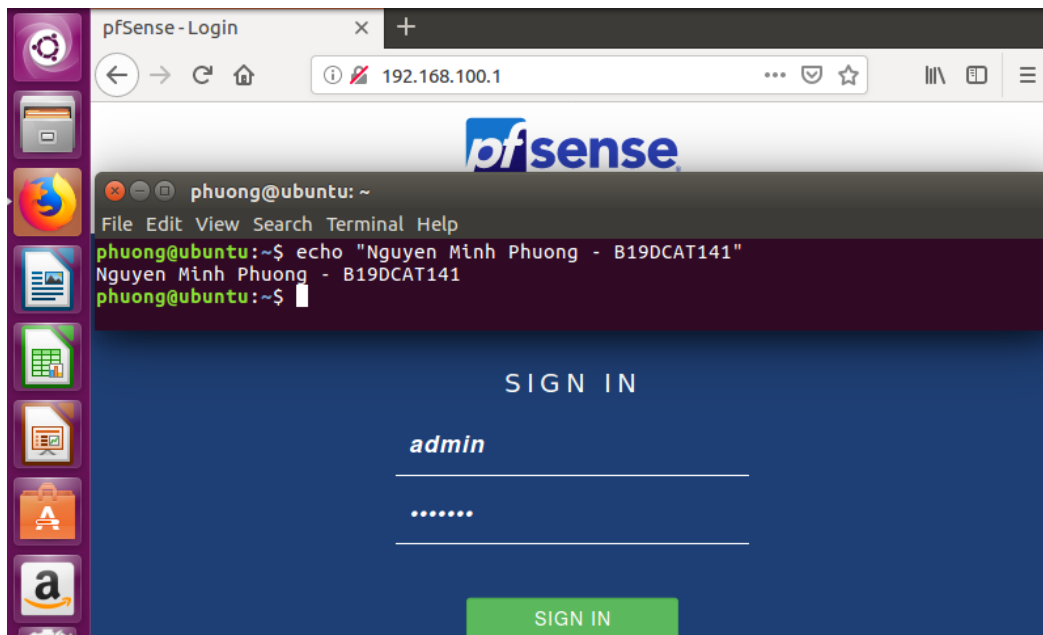 pfSense - Login
192.168.100.1
pfsense
phuong@ubuntu: ~
File Edit View Search Terminal Help
phuong@ubuntu:~$ echo "Nguyen Minh Phuong - B19DCAT141"
Nguyen Minh Phuong - B19DCAT141
phuong@ubuntu:~$
SIGN IN
admin
•••••••
SIGN IN